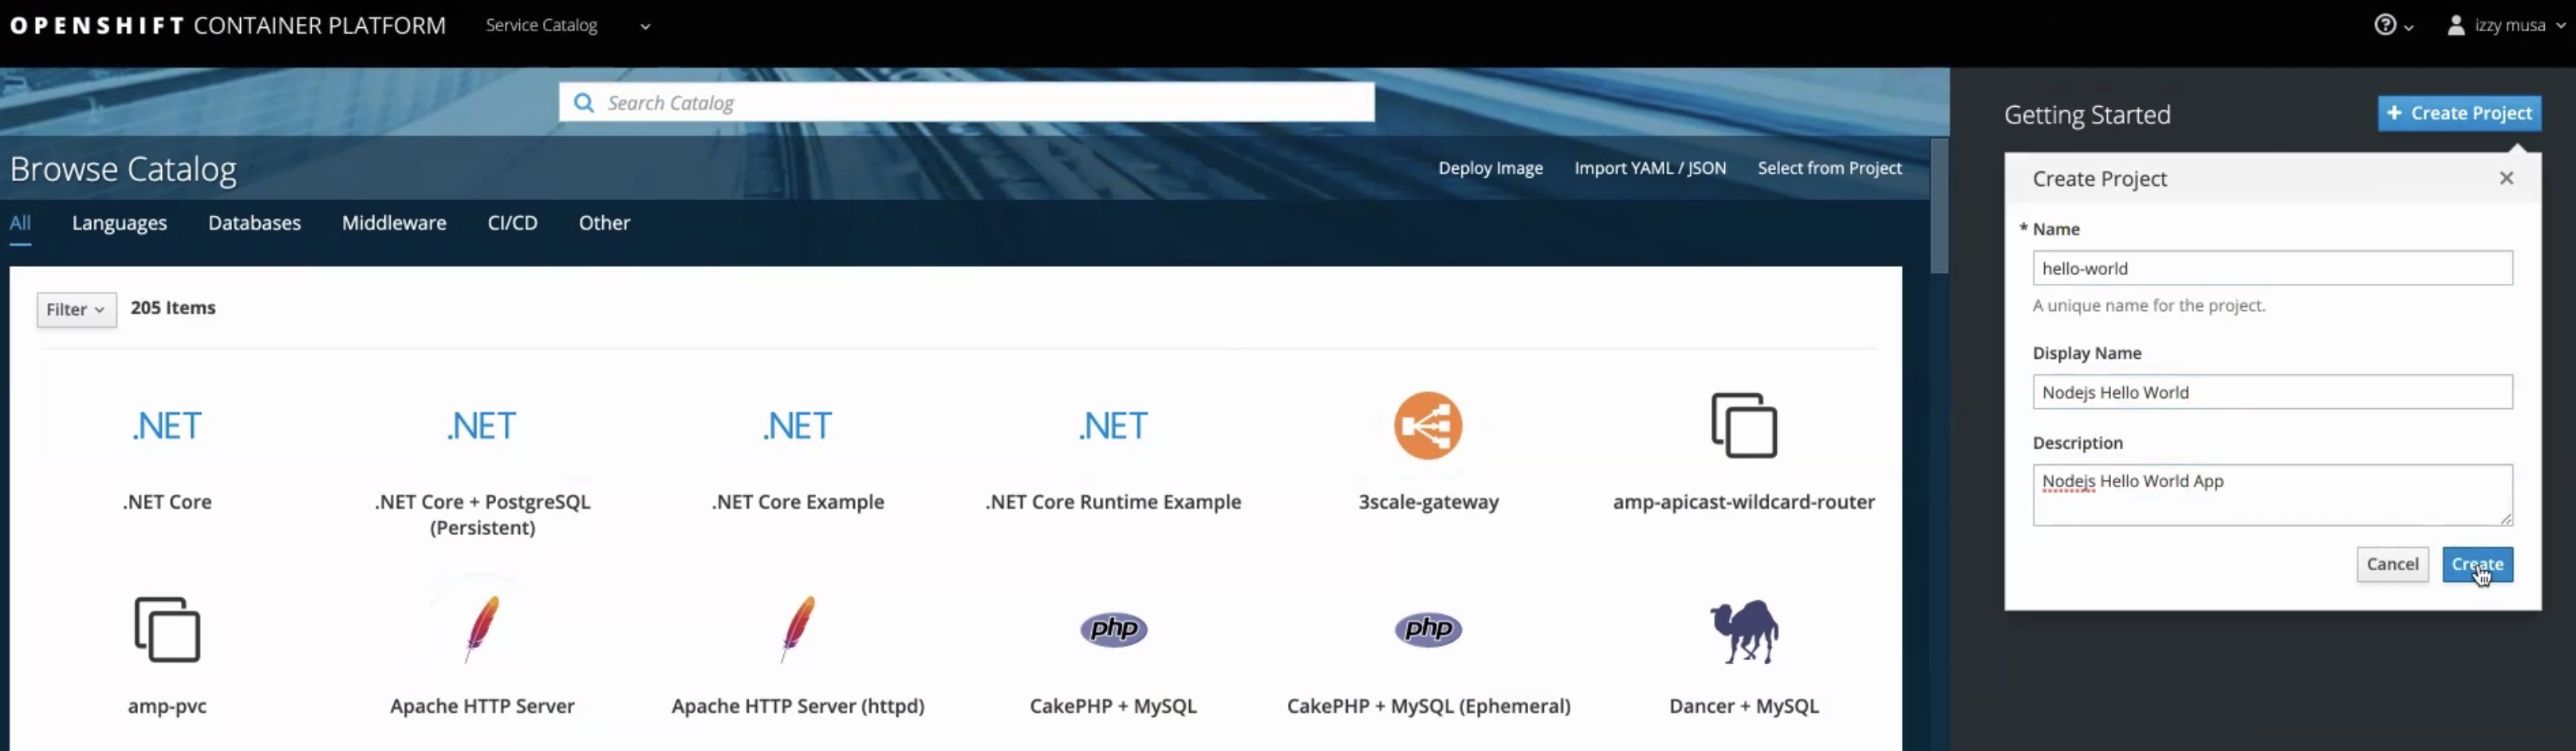 OPENSHIFT CONTAINER PLATFORM
Service Catalog
izzy musa
Search Catalog
Browse Catalog
Deploy Image
Import YAML / JSON
Select from Project
All
Languages
Databases
Middleware
CI/CD
Other
Filter
205 Items
.NET
.NET
.NET
.NET
.NET Core
.NET Core + PostgreSQL
(Persistent)
.NET Core Example
.NET Core Runtime Example
3scale-gateway
amp-apicast-wildcard-router
php
php
amp-pvc
Apache HTTP Server
Apache HTTP Server (httpd)
CakePHP + MySQL
CakePHP + MySQL (Ephemeral)
Dancer + MySQL
Getting Started
+ Create Project
Create Project
* Name
hello-world
A unique name for the project.
Display Name
Nodejs Hello World
Description
Nodejs Hello World App
Cancel
Create